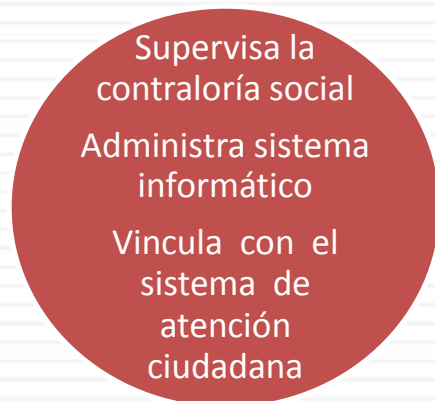 Supervisa la
contraloría social
Administra sistema
informático
Vincula con el
sistema de
atención
ciudadana